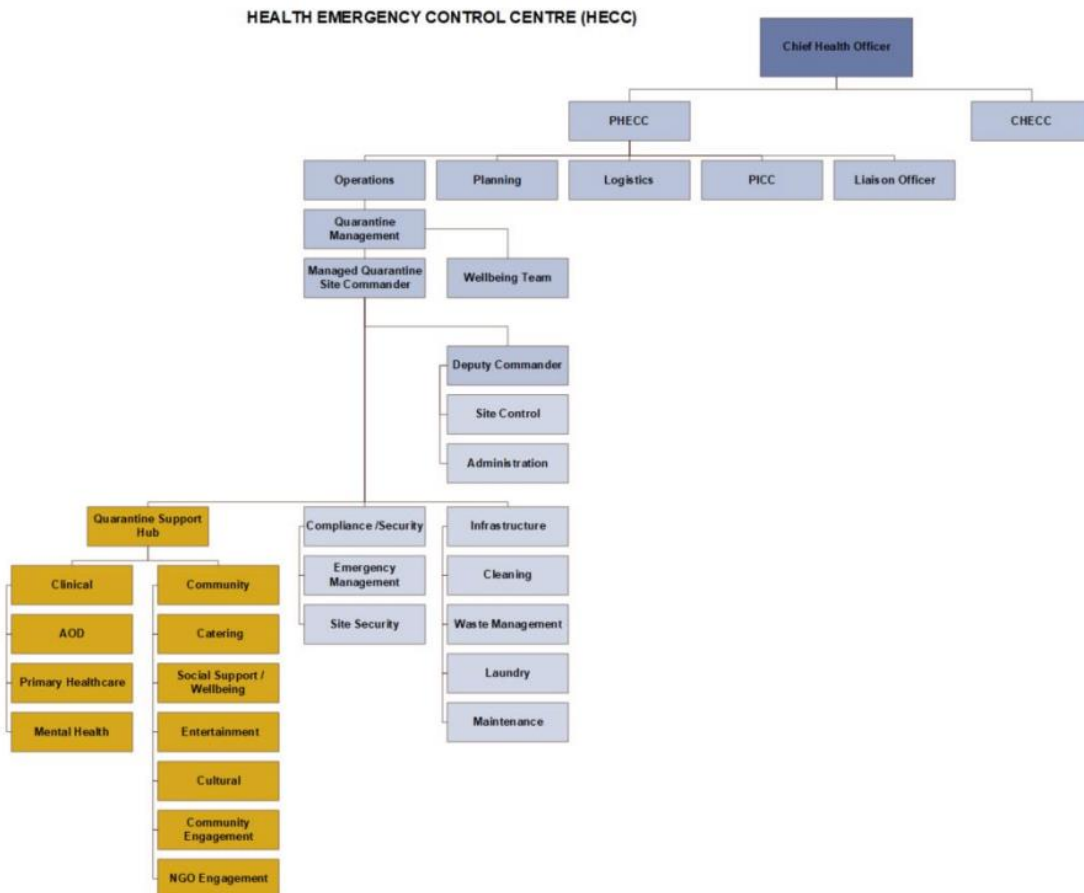 HEALTH EMERGENCY CONTROL CENTRE (HECC)
Chief Health Officer
PHECC
CHECC
Operations
Planning
Logistics
PICC
Liaison Officer
Quarantine
Management
Managed Quarantine
Site Commander
Wellbeing Team
Deputy Commander
Site Control
Administration
Quarantine Support
Hub
Compliance /Security
Infrastructure
Clinical
Community
Emergency
Management
Cleaning
AOD
Catering
Site Security
Waste Management
Primary Healthcare
Social Support /
Wellbeing
Laundry
Mental Health
Entertainment
Maintenance
Cultural
Community
Engagement
NGO Engagement